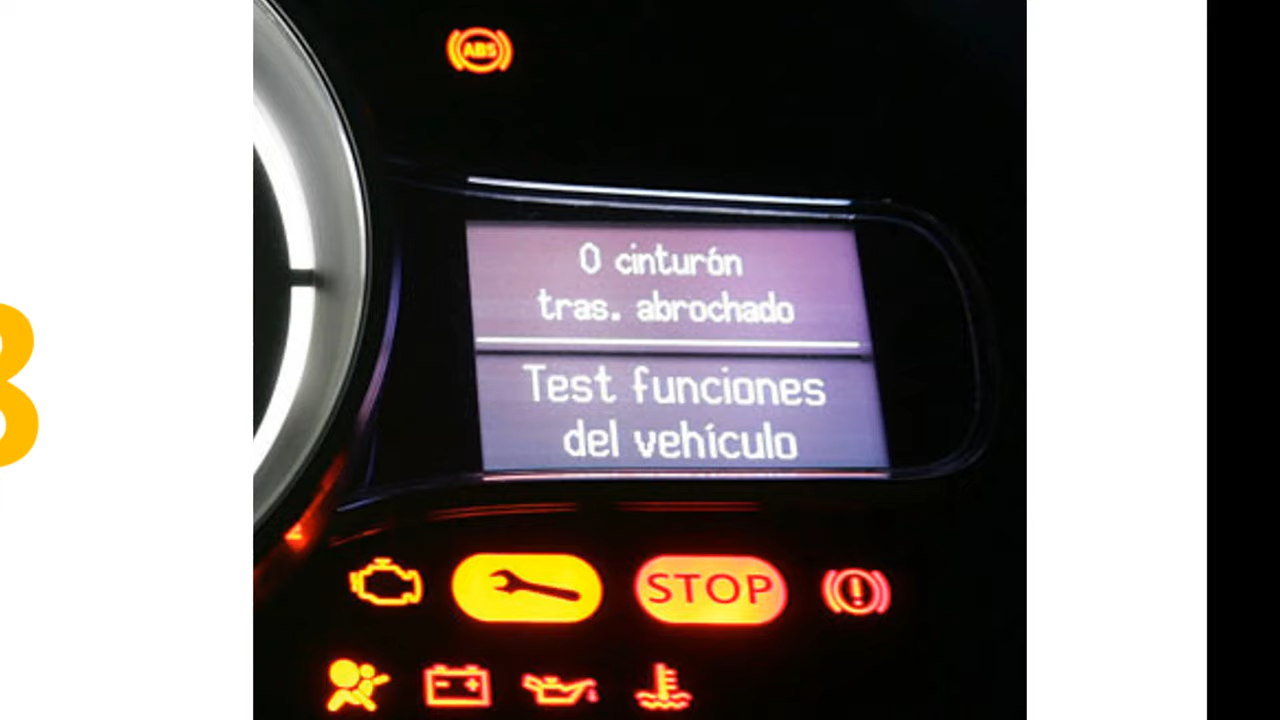 ABS
0 cinturón
tras. abrochado
Test funciones
del vehículo
STOP